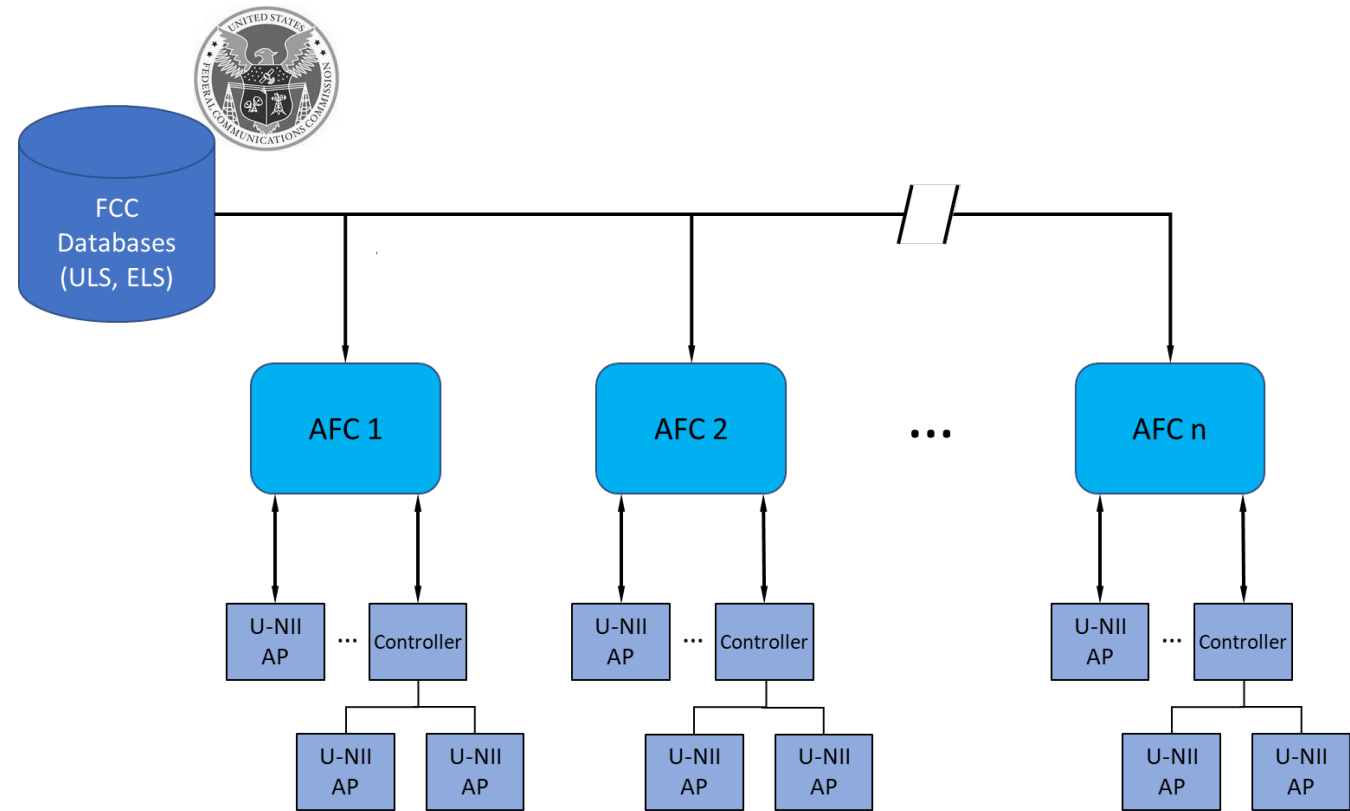 UNITED STATES
FEDERAL COMMUNICATIONS COMMISSION
FCC
Databases
(ULS, ELS)
AFC 1
AFC 2
...
AFC n
U-NII
AP
...
Controller
U-NII
AP
...
Controller
U-NII
AP
...
Controller
U-NII
AP
U-NII
AP
U-NII
AP
U-NII
AP
U-NII
AP
U-NII
AP